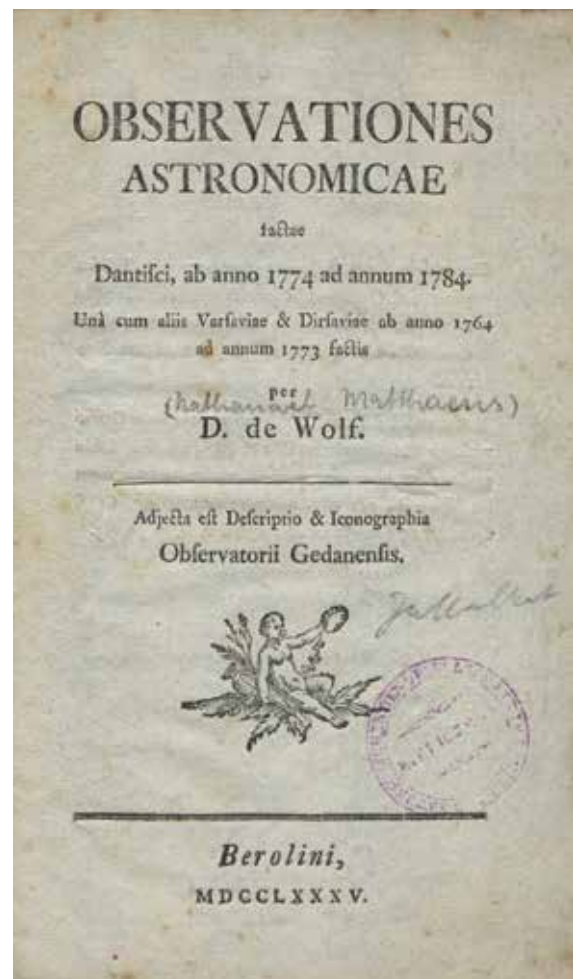 OBSERVATIONES
ASTRONOMICAE
factae
Dantiſci, ab anno 1774 ad annum 1784.
Unà cum aliis Varſaviae & Dirſaviae ab anno 1764
ad annum 1773 factis
per
(Nathanael Matthaeus)
D. de Wolf.
Adjecta eſt Deſcriptio & Iconographia
Obſervatorii Gedanenſis.
Berolini,
MDCCLXXXV.